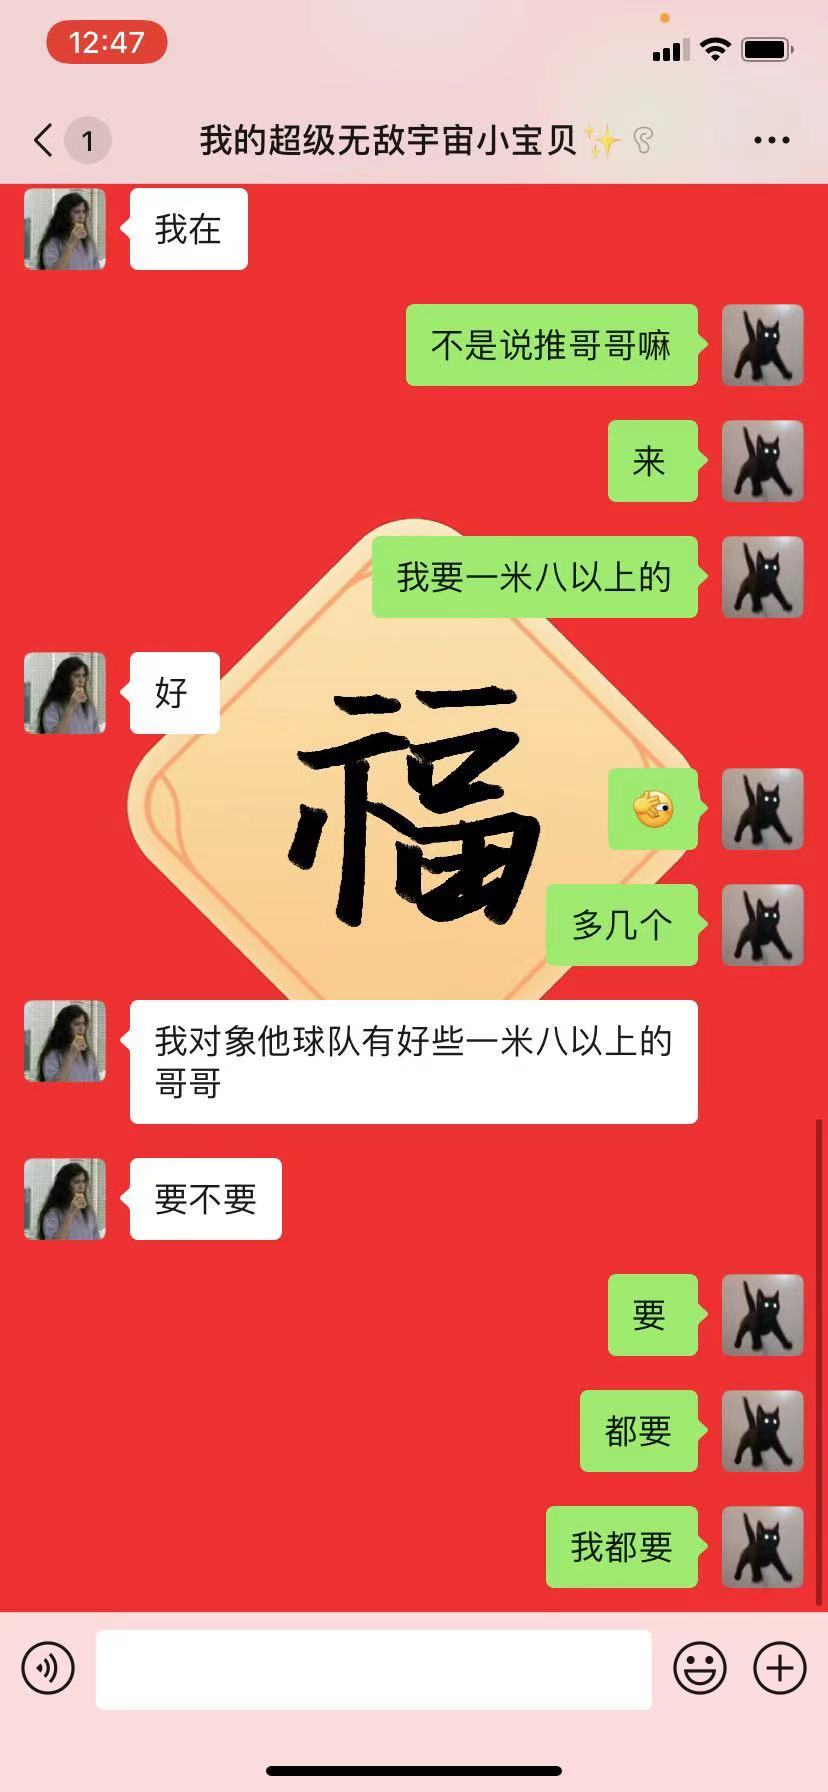 12:47
1
我的超级无敌宇宙小宝贝✨
我在
不是说推哥哥嘛
来
我要一米八以上的
好
多几个
福
我对象他球队有好些一米八以上的
哥哥
要不要
要
都要
我都要